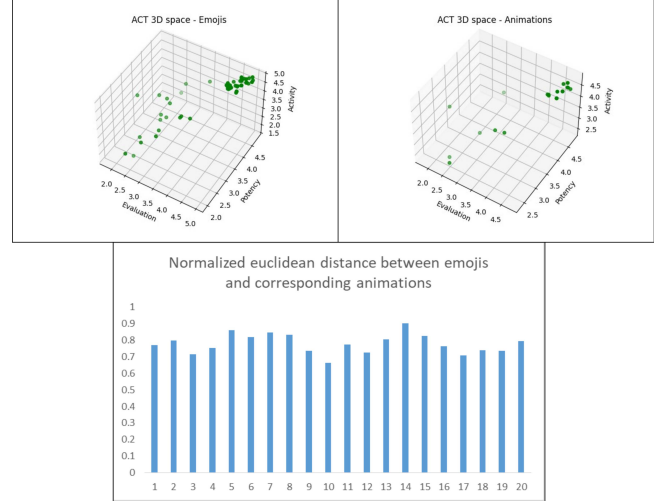 ACT 3D space - Emojis
5.0
4.5
4.0
3.5
3.0
2.5
2.0
1.5
Activity
4.5
4.0
3.5
3.0
2.5
2.0
Potency
2.0 2.5 3.0 3.5 4.0 4.5 5.0
Evaluation
ACT 3D space - Animations
4.5
4.0
3.5
3.0
2.5
Activity
4.5
4.0
3.5
3.0
2.5
Potency
2.0 2.5 3.0 3.5 4.0 4.5
Evaluation
Normalized euclidean distance between emojis
and corresponding animations
1
0.9
0.8
0.7
0.6
0.5
0.4
0.3
0.2
0.1
0
1 2 3 4 5 6 7 8 9 10 11 12 13 14 15 16 17 18 19 20